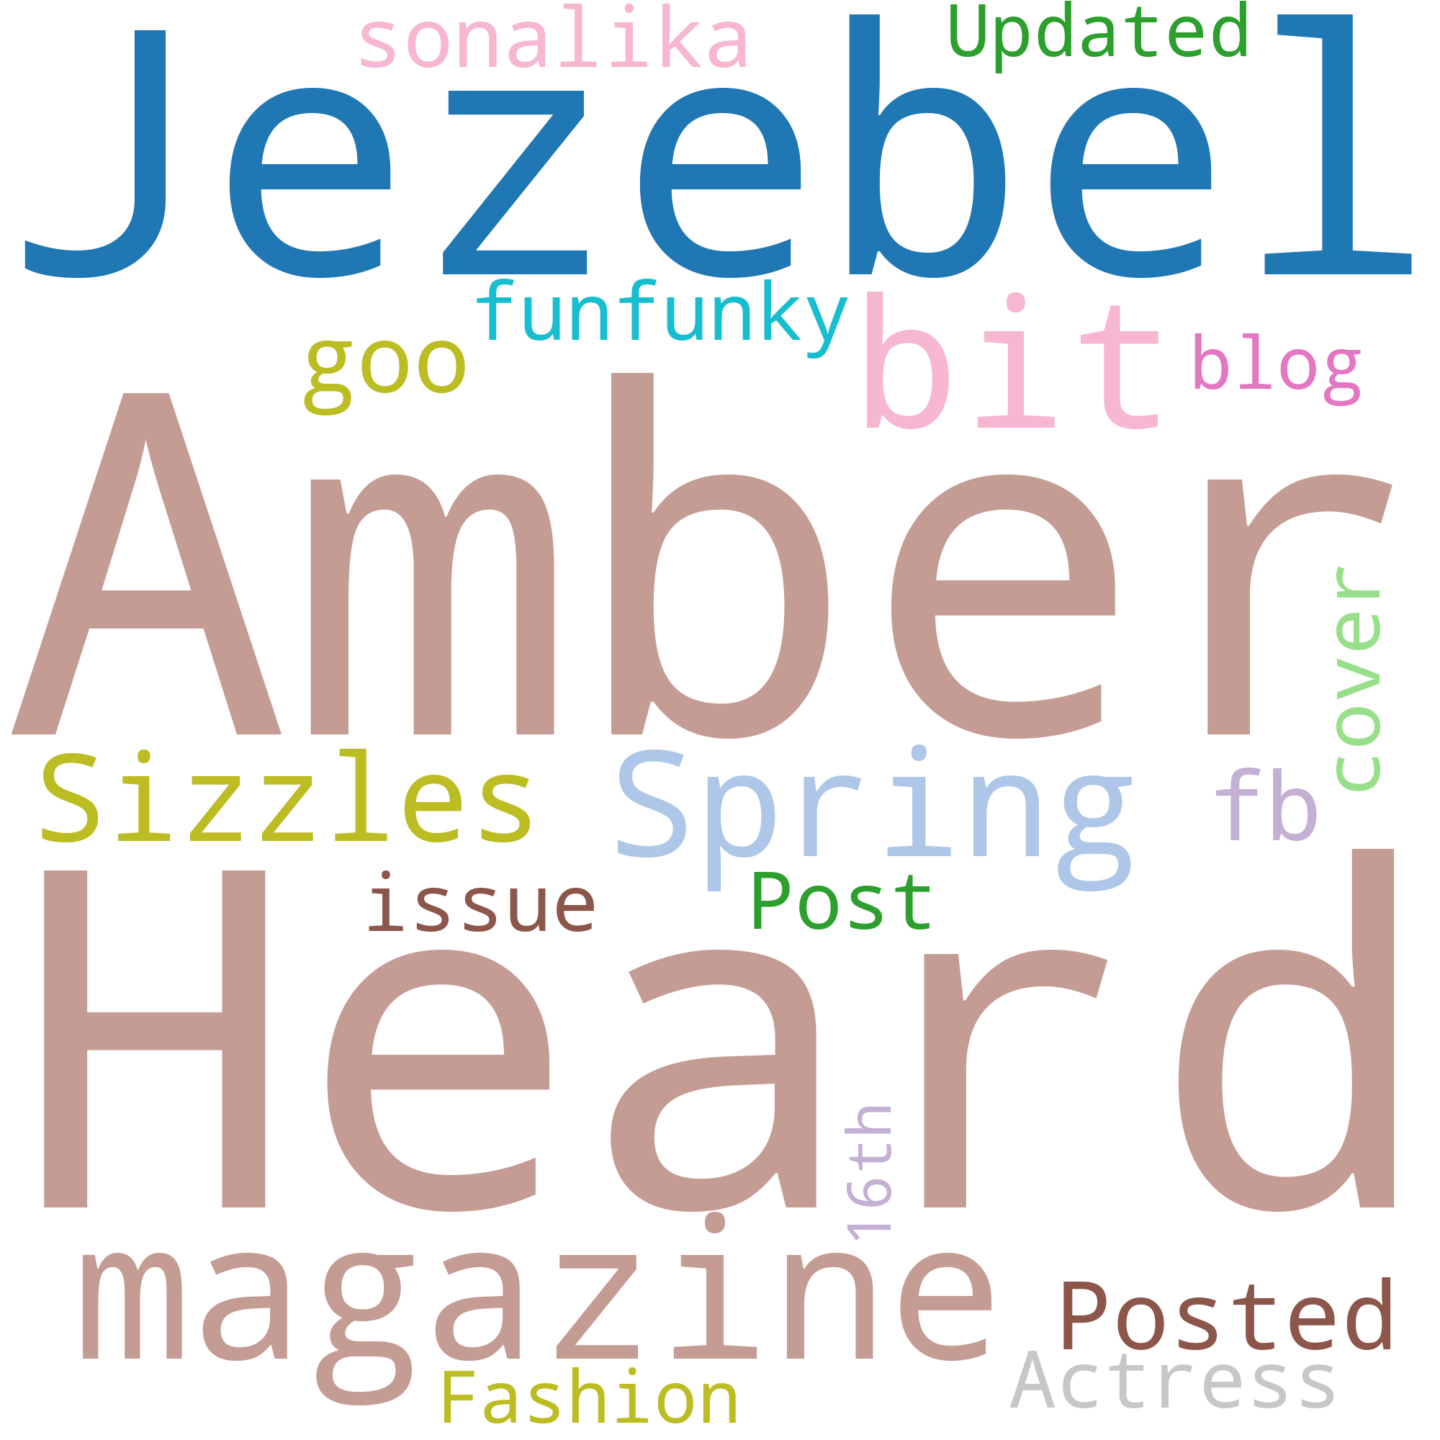 sonalika
Updated
Jezebel
funfunky
bit
goo
blog
Amber
cover
Sizzles
Spring
fb
issue
Post
Heard
16th
magazine
Posted
Actress
Fashion